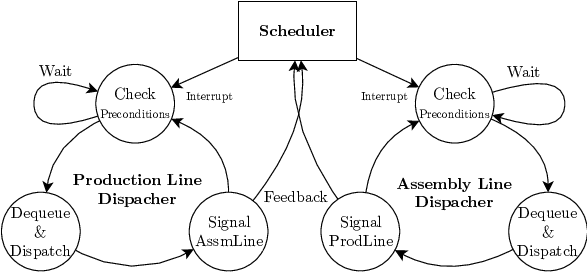 Scheduler
Wait
Wait
Check
Preconditions
Interrupt
Interrupt
Check
Preconditions
Production Line
Dispacher
Assembly Line
Dispacher
Feedback
Dequeue
&
Dispatch
Signal
AssmLine
Signal
ProdLine
Dequeue
&
Dispatch